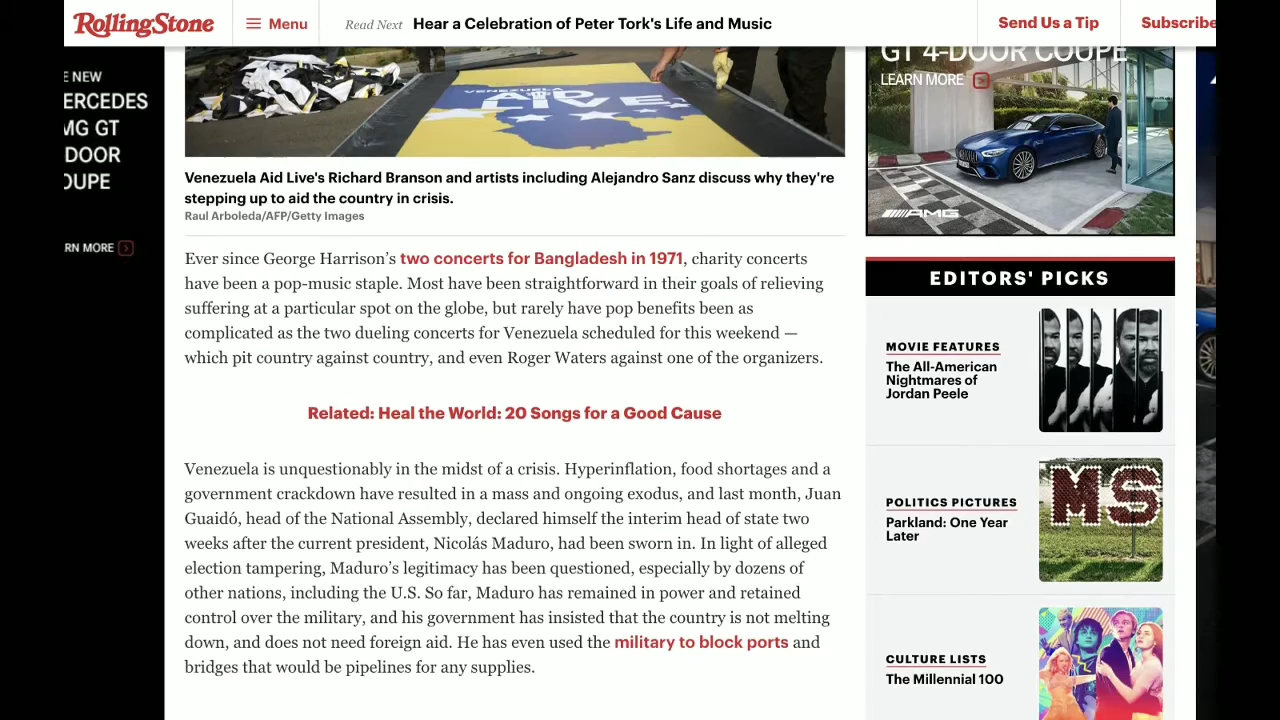 RollingStone
Menu
Read Next Hear a Celebration of Peter Tork's Life and Music
Send Us a Tip
Subscribe
E NEW
ERCEDES
MG GT
DOOR
OUPE
RN MORE
VENEZUELA
AID
LIVE
Venezuela Aid Live's Richard Branson and artists including Alejandro Sanz discuss why they're
stepping up to aid the country in crisis.
Raul Arboleda/AFP/Getty Images
Ever since George Harrison’s two concerts for Bangladesh in 1971, charity concerts
have been a pop-music staple. Most have been straightforward in their goals of relieving
suffering at a particular spot on the globe, but rarely have pop benefits been as
complicated as the two dueling concerts for Venezuela scheduled for this weekend —
which pit country against country, and even Roger Waters against one of the organizers.
Related: Heal the World: 20 Songs for a Good Cause
Venezuela is unquestionably in the midst of a crisis. Hyperinflation, food shortages and a
government crackdown have resulted in a mass and ongoing exodus, and last month, Juan
Guaidó, head of the National Assembly, declared himself the interim head of state two
weeks after the current president, Nicolás Maduro, had been sworn in. In light of alleged
election tampering, Maduro’s legitimacy has been questioned, especially by dozens of
other nations, including the U.S. So far, Maduro has remained in power and retained
control over the military, and his government has insisted that the country is not melting
down, and does not need foreign aid. He has even used the military to block ports and
bridges that would be pipelines for any supplies.
GT 4-DOOR COUPE
LEARN MORE
AMG
EDITORS' PICKS
MOVIE FEATURES
The All-American
Nightmares of
Jordan Peele
POLITICS PICTURES
Parkland: One Year
Later
MS
CULTURE LISTS
The Millennial 100